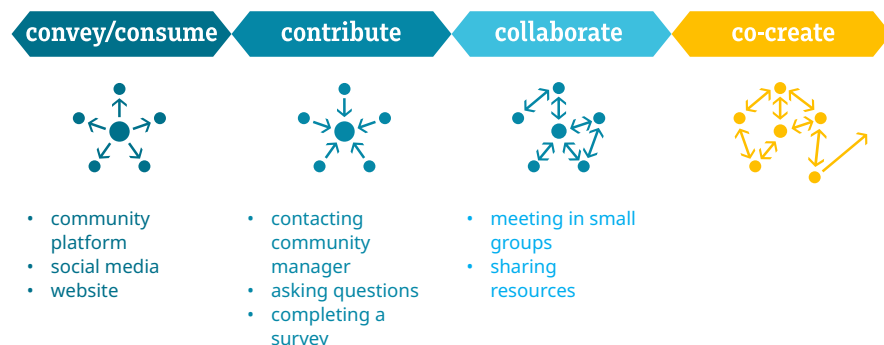 convey/consume
contribute
collaborate
co-create
• community
platform
• social media
• website
• contacting
community
manager
• asking questions
• completing a
survey
• meeting in small
groups
• sharing
resources